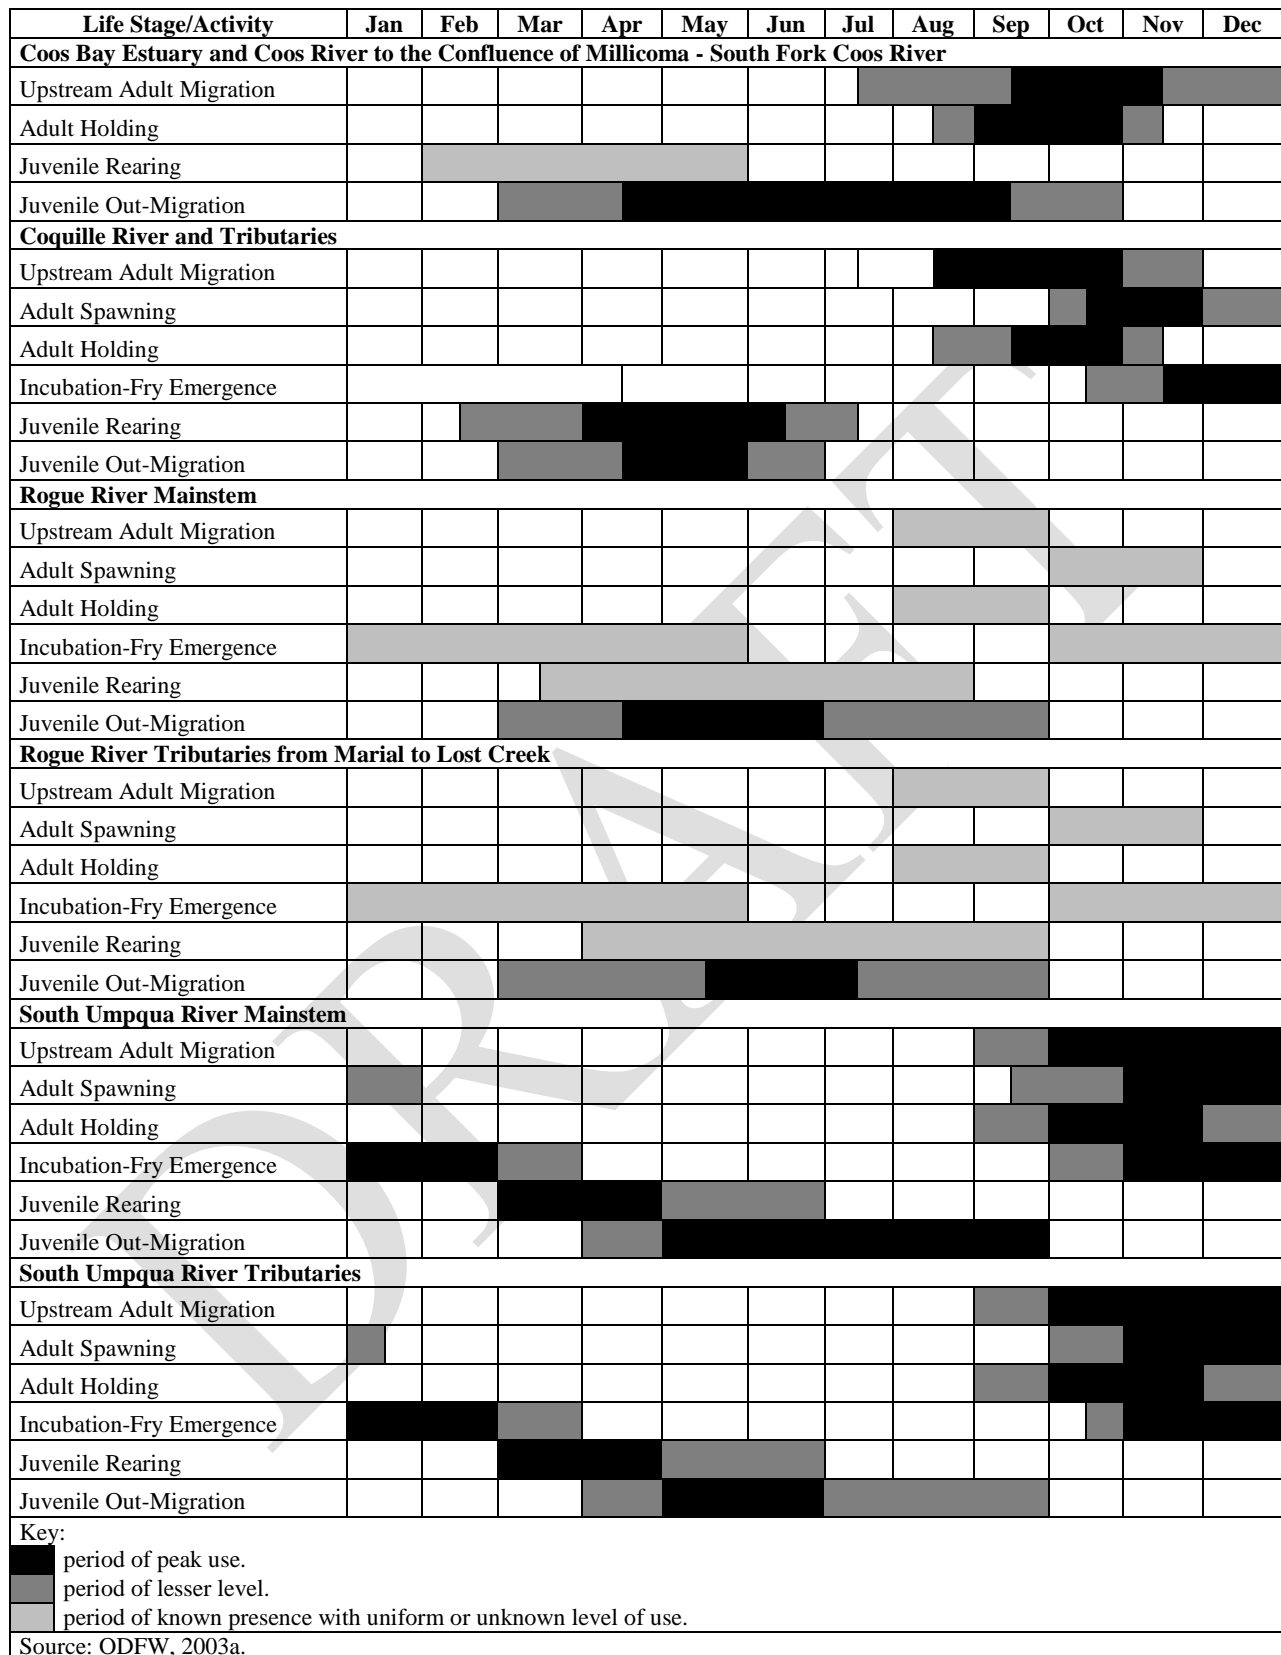 Life Stage/Activity Jan Feb Mar Apr May Jun Jul Aug Sep Oct Nov Dec
Coos Bay Estuary and Coos River to the Confluence of Millicoma - South Fork Coos River
Upstream Adult Migration
Adult Holding
Juvenile Rearing
Juvenile Out-Migration
Coquille River and Tributaries
Upstream Adult Migration
Adult Spawning
Adult Holding
Incubation-Fry Emergence
Juvenile Rearing
Juvenile Out-Migration
Rogue River Mainstem
Upstream Adult Migration
Adult Spawning
Adult Holding
Incubation-Fry Emergence
Juvenile Rearing
Juvenile Out-Migration
Rogue River Tributaries from Marial to Lost Creek
Upstream Adult Migration
Adult Spawning
Adult Holding
Incubation-Fry Emergence
Juvenile Rearing
Juvenile Out-Migration
South Umpqua River Mainstem
Upstream Adult Migration
Adult Spawning
Adult Holding
Incubation-Fry Emergence
Juvenile Rearing
Juvenile Out-Migration
South Umpqua River Tributaries
Upstream Adult Migration
Adult Spawning
Adult Holding
Incubation-Fry Emergence
Juvenile Rearing
Juvenile Out-Migration
Key:
period of peak use.
period of lesser level.
period of known presence with uniform or unknown level of use.
Source: ODFW, 2003a.
DRAFT